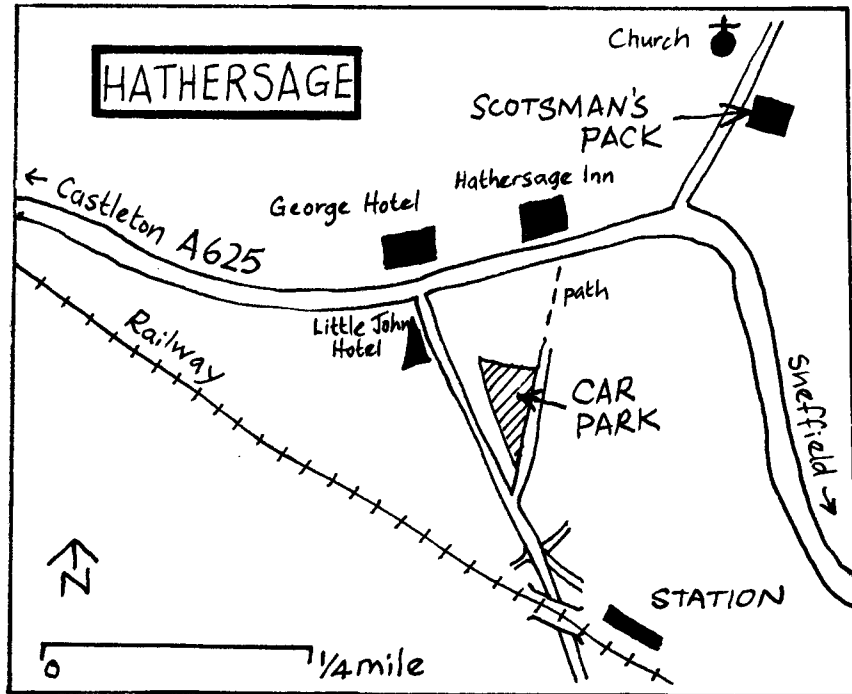 HATHERSAGE
Church
SCOTSMAN'S
PACK
← Castleton A625
George Hotel
Hathersage Inn
path
Little John
Hotel
Railway
CAR
PARK
Sheffield →
N
STATION
0
1/4 mile